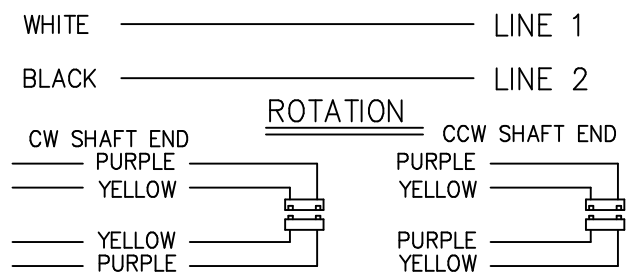 WHITE LINE 1
BLACK LINE 2
ROTATION
CW SHAFT END
PURPLE
YELLOW
YELLOW
PURPLE
CCW SHAFT END
PURPLE
YELLOW
PURPLE
YELLOW